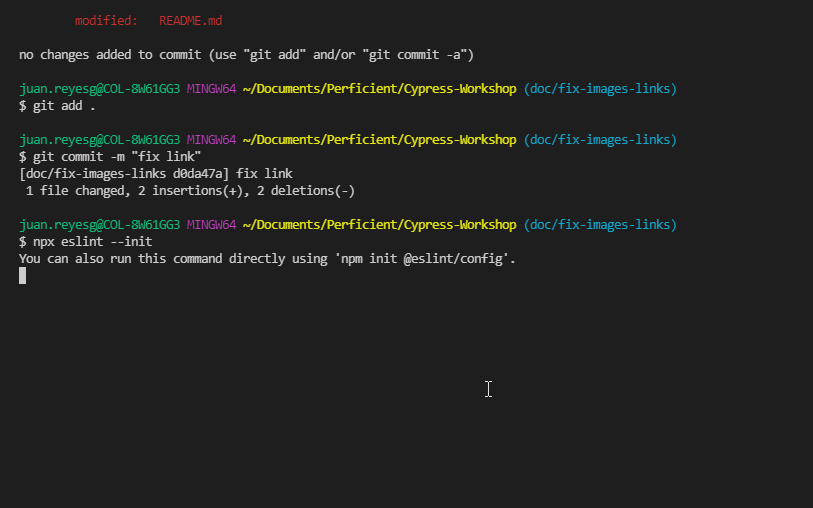 modified:   README.md
no changes added to commit (use "git add" and/or "git commit -a")
juan.reyesg@COL-8W61GG3 MINGW64 ~/Documents/Perficient/Cypress-Workshop (doc/fix-images-links)
$ git add .
juan.reyesg@COL-8W61GG3 MINGW64 ~/Documents/Perficient/Cypress-Workshop (doc/fix-images-links)
$ git commit -m "fix link"
[doc/fix-images-links d0da47a] fix link
1 file changed, 2 insertions(+), 2 deletions(-)
juan.reyesg@COL-8W61GG3 MINGW64 ~/Documents/Perficient/Cypress-Workshop (doc/fix-images-links)
$ npx eslint --init
You can also run this command directly using 'npm init @eslint/config'.